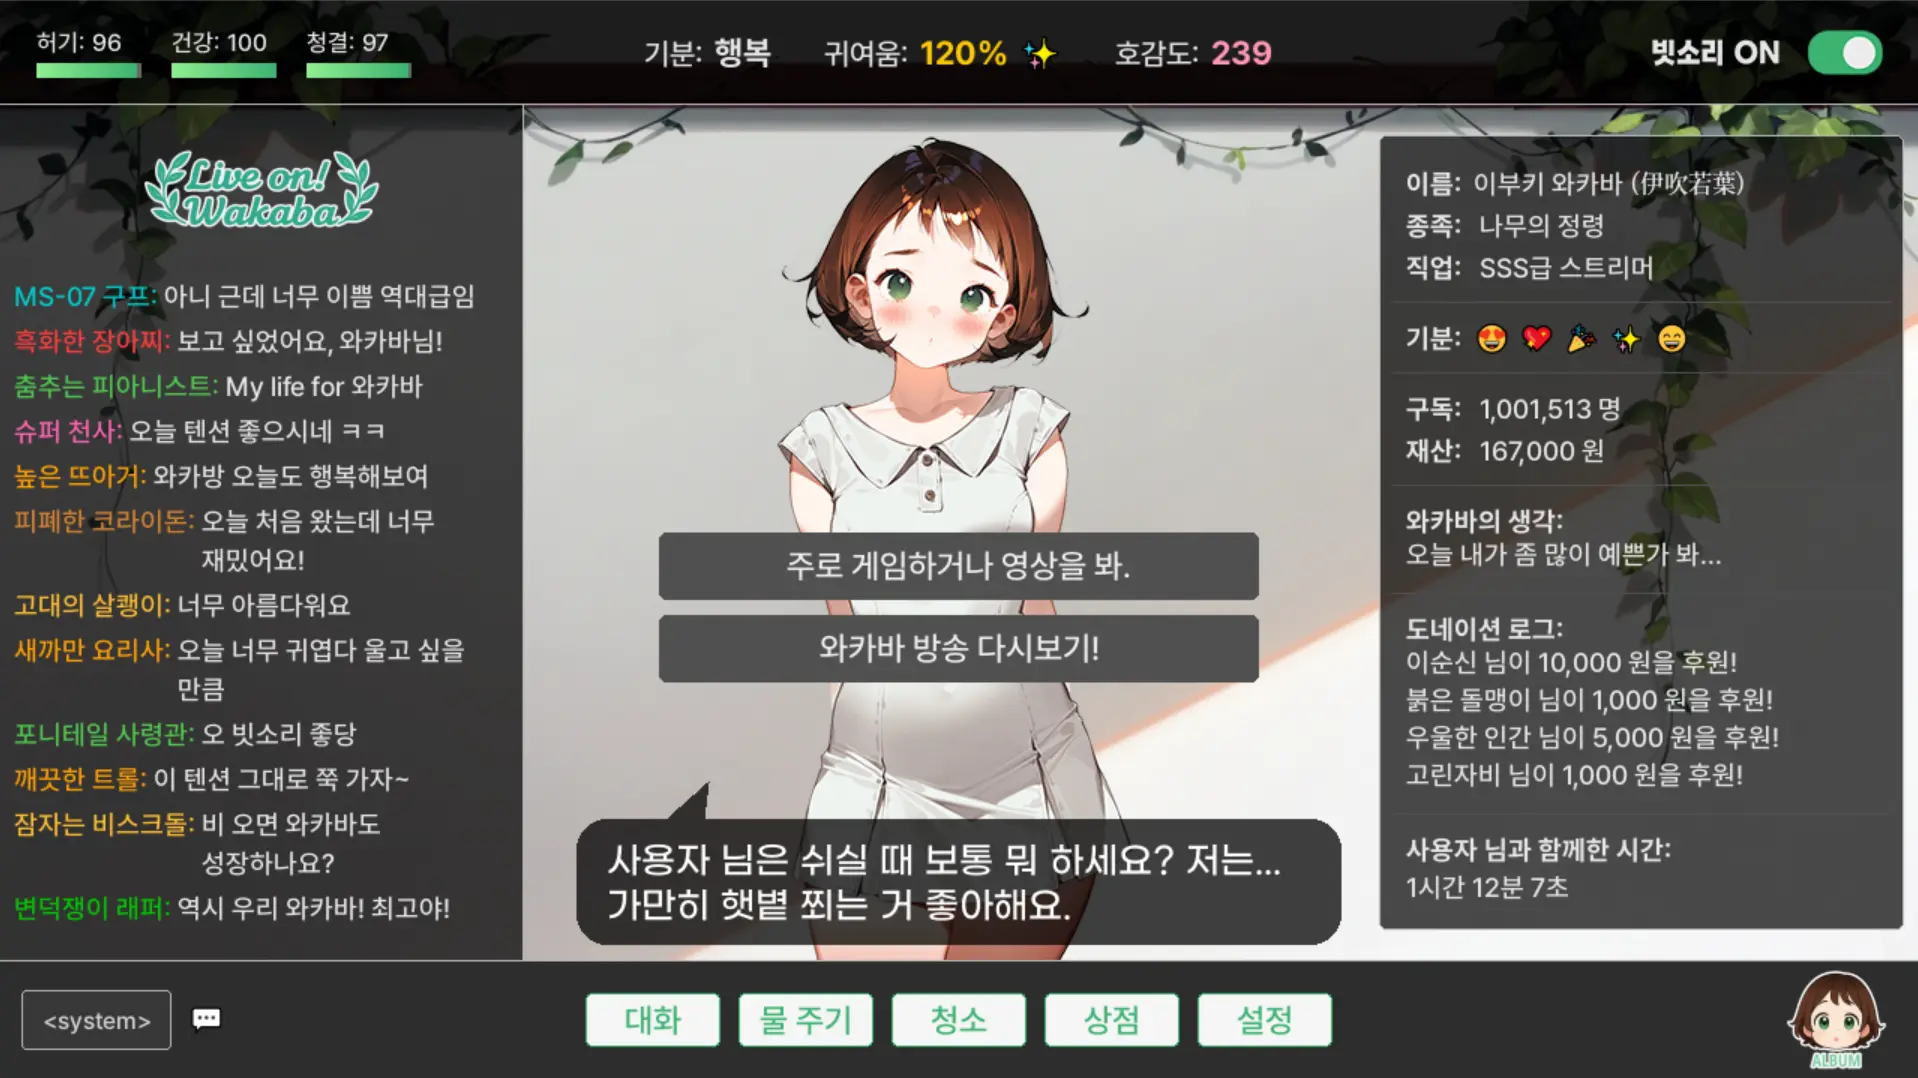 허기: 96
건강: 100
청결: 97
기분: 행복
귀여움: 120%
호감도: 239
빗소리 ON
Live on!
Wakaba
MS-07 구프: 아니 근데 너무 이쁨 역대급임
흑화한 장아찌: 보고 싶었어요, 와카바님!
춤추는 피아니스트: My life for 와카바
슈퍼 천사: 오늘 텐션 좋으시네 ㅋㅋ
높은 뜨아거: 와카방 오늘도 행복해보여
피폐한 코라이돈: 오늘 처음 왔는데 너무
재밌어요!
고대의 살쾡이: 너무 아름다워요
새까만 요리사: 오늘 너무 귀엽다 울고 싶을
만큼
포니테일 사령관: 오 빗소리 좋당
깨끗한 트롤: 이 텐션 그대로 쭉 가자~
잠자는 비스크돌: 비 오면 와카바도
성장하나요?
변덕쟁이 래퍼: 역시 우리 와카바! 최고야!
주로 게임하거나 영상을 봐.
와카바 방송 다시보기!
사용자 님은 쉬실 때 보통 뭐 하세요? 저는...
가만히 햇볕 쬐는 거 좋아해요.
이름: 이부키 와카바 (伊吹若葉)
종족: 나무의 정령
직업: SSS급 스트리머
기분: 😍 💖 🎉 ✨ 😄
구독: 1,001,513 명
재산: 167,000 원
와카바의 생각:
오늘 내가 좀 많이 예쁜가 봐...
도네이션 로그:
이순신 님이 10,000 원을 후원!
붉은 돌맹이 님이 1,000 원을 후원!
우울한 인간 님이 5,000 원을 후원!
고린자비 님이 1,000 원을 후원!
사용자 님과 함께한 시간:
1시간 12분 7초
<system>
대화
물 주기
청소
상점
설정
ALBUM